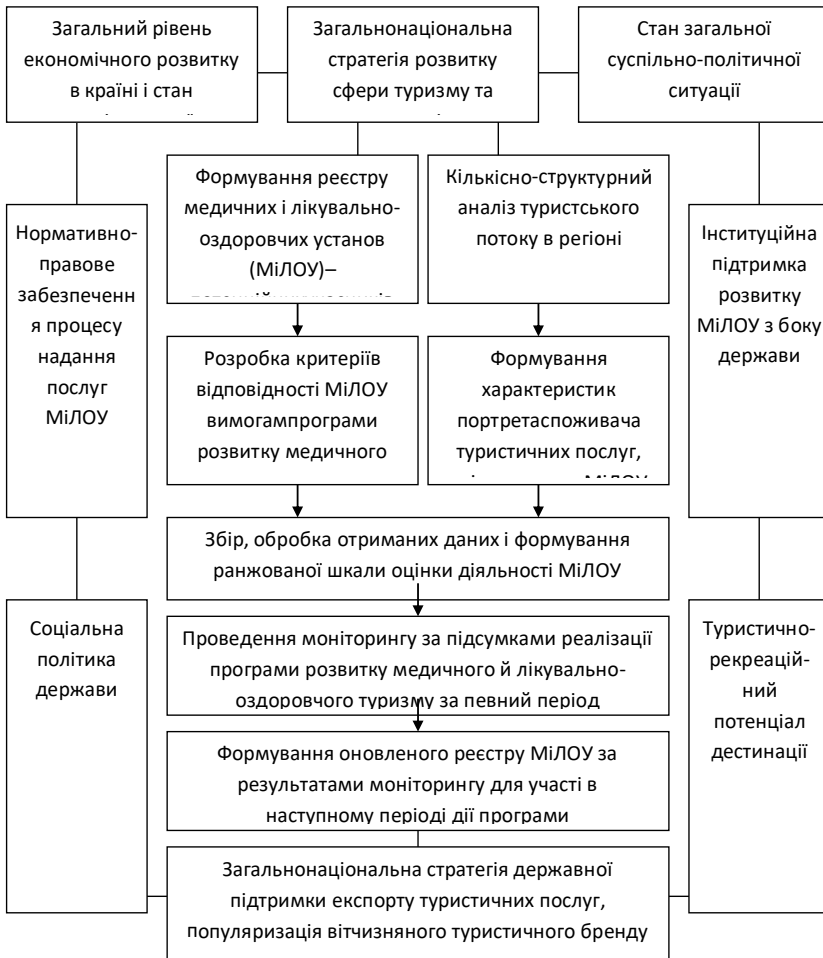 Загальний рівень
економічного розвитку
в країні і стан
Загальнонаціональна
стратегія розвитку
сфери туризму та
Стан загальної
суспільно-політичної
ситуації
Формування реєстру
медичних і лікувально-
оздоровчих установ
(МіЛОУ)–
Кількісно-структурний
аналіз туристського
потоку в регіоні
Нормативно-
правове
забезпеченн
я процесу
надання
послуг
МіЛОУ
Інституційна
підтримка
розвитку
МіЛОУ з боку
держави
Розробка критеріїв
відповідності МіЛОУ
вимогампрограми
розвитку медичного
Формування
характеристик
портретаспоживача
туристичних послуг,
МіЛОУ
Збір, обробка отриманих даних і формування
ранжованої шкали оцінки діяльності МіЛОУ
Соціальна
політика
держави
Проведення моніторингу за підсумками реалізації
програми розвитку медичного й лікувально-
оздоровчого туризму за певний період
Туристично-
рекреацій-
ний
потенціал
дестинації
Формування оновленого реєстру МіЛОУ за
результатами моніторингу для участі в
наступному періоді дії програми
Загальнонаціональна стратегія державної
підтримки експорту туристичних послуг,
популяризація вітчизняного туристичного бренду